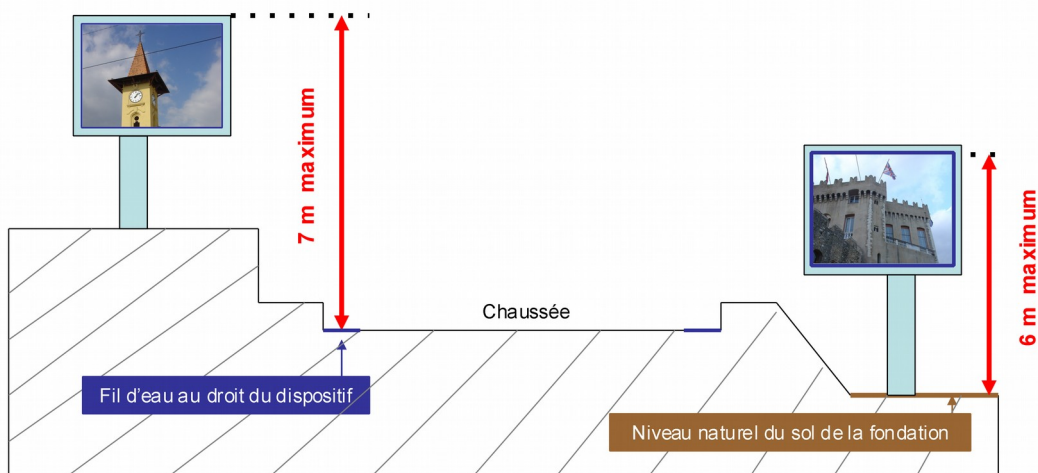 7 m maximum
Chaussée
6 m maximum
Fil d'eau au droit du dispositif
Niveau naturel du sol de la fondation